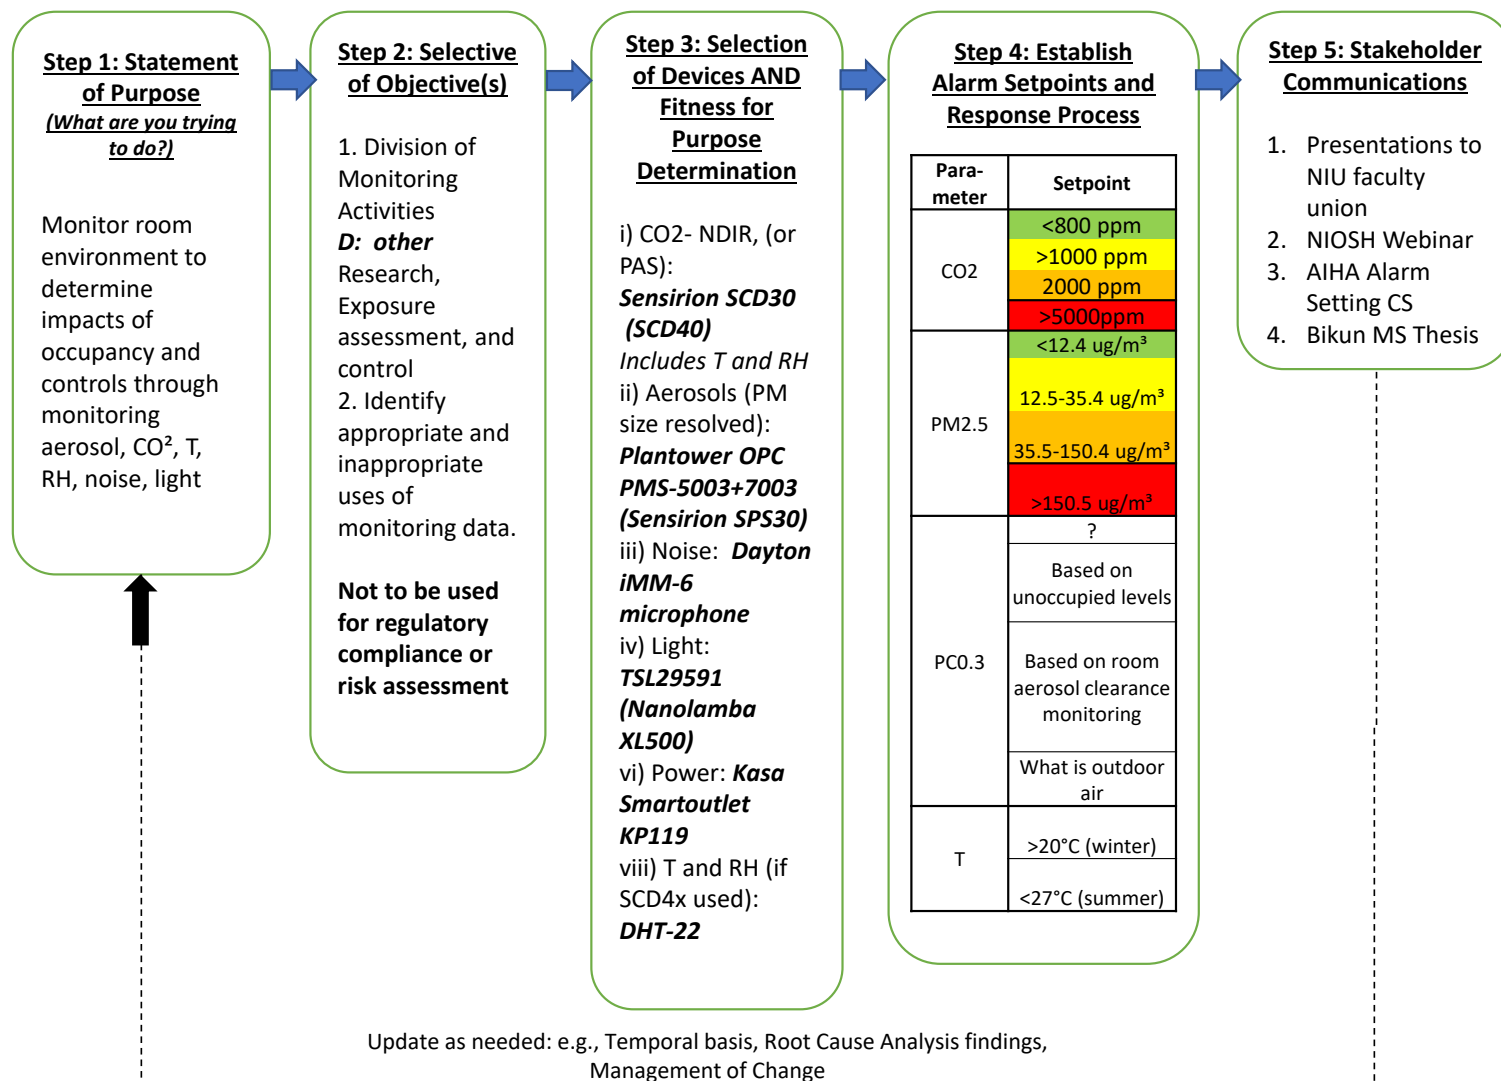 Step 1: Statement
of Purpose
(What are you trying
to do?)
Monitor room
environment to
determine
impacts of
occupancy and
controls through
monitoring
aerosol, CO², T,
RH, noise, light
Step 2: Selective
of Objective(s)
1. Division of
Monitoring
Activities
D: other
Research,
Exposure
assessment, and
control
2. Identify
appropriate and
inappropriate
uses of
monitoring data.
Not to be used
for regulatory
compliance or
risk assessment
Step 3: Selection
of Devices AND
Fitness for
Purpose
Determination
i) CO2- NDIR, (or
PAS):
Sensirion SCD30
(SCD40)
Includes T and RH
ii) Aerosols (PM
size resolved):
Plantower OPC
PMS-5003+7003
(Sensirion SPS30)
iii) Noise: Dayton
iMM-6
microphone
iv) Light:
TSL29591
(Nanolamba
XL500)
vi) Power: Kasa
Smartoutlet
KP119
viii) T and RH (if
SCD4x used):
DHT-22
Step 4: Establish
Alarm Setpoints and
Response Process
Para-
meter
Setpoint
CO2
<800 ppm
>1000 ppm
2000 ppm
>5000ppm
PM2.5
<12.4 ug/m³
12.5-35.4 ug/m³
35.5-150.4 ug/m³
>150.5 ug/m³
PC0.3
?
Based on
unoccupied levels
Based on room
aerosol clearance
monitoring
What is outdoor
air
T
>20°C (winter)
<27°C (summer)
Step 5: Stakeholder
Communications
1. Presentations to
NIU faculty
union
2. NIOSH Webinar
3. AIHA Alarm
Setting CS
4. Bikun MS Thesis
Update as needed: e.g., Temporal basis, Root Cause Analysis findings,
Management of Change